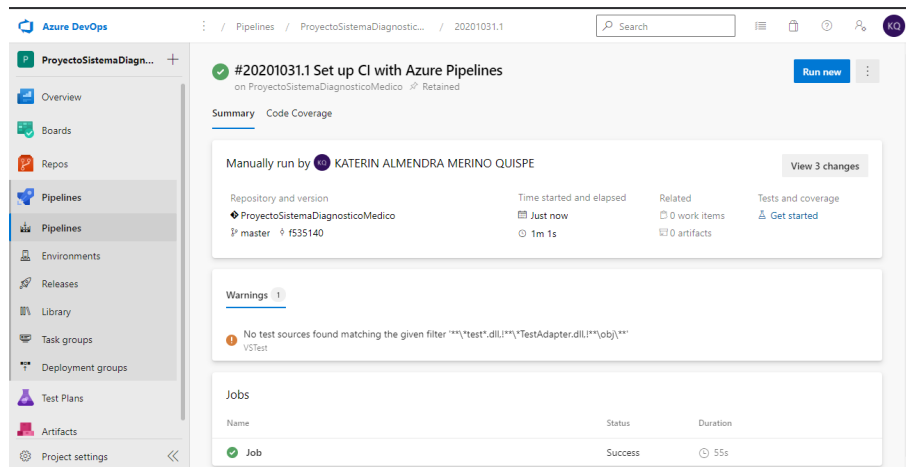 Azure DevOps
/ Pipelines / ProyectoSistemaDiagnostic... / 20201031.1
Search
KQ
P ProyectoSistemaDiagn... +
Overview
Boards
Repos
Pipelines
Pipelines
Environments
Releases
Library
Task groups
Deployment groups
Test Plans
Artifacts
Project settings
#20201031.1 Set up CI with Azure Pipelines
on ProyectoSistemaDiagnosticoMedico Retained
Run new
Summary Code Coverage
Manually run by KQ KATERIN ALMENDRA MERINO QUISPE
View 3 changes
Repository and version
ProyectoSistemaDiagnosticoMedico
master f535140
Time started and elapsed
Just now
1m 1s
Related
0 work items
0 artifacts
Tests and coverage
Get started
Warnings 1
No test sources found matching the given filter '**\*test*.dll.!**\*TestAdapter.dll.!**\obj\**'
VSTest
Jobs
Name Status Duration
Job Success 55s